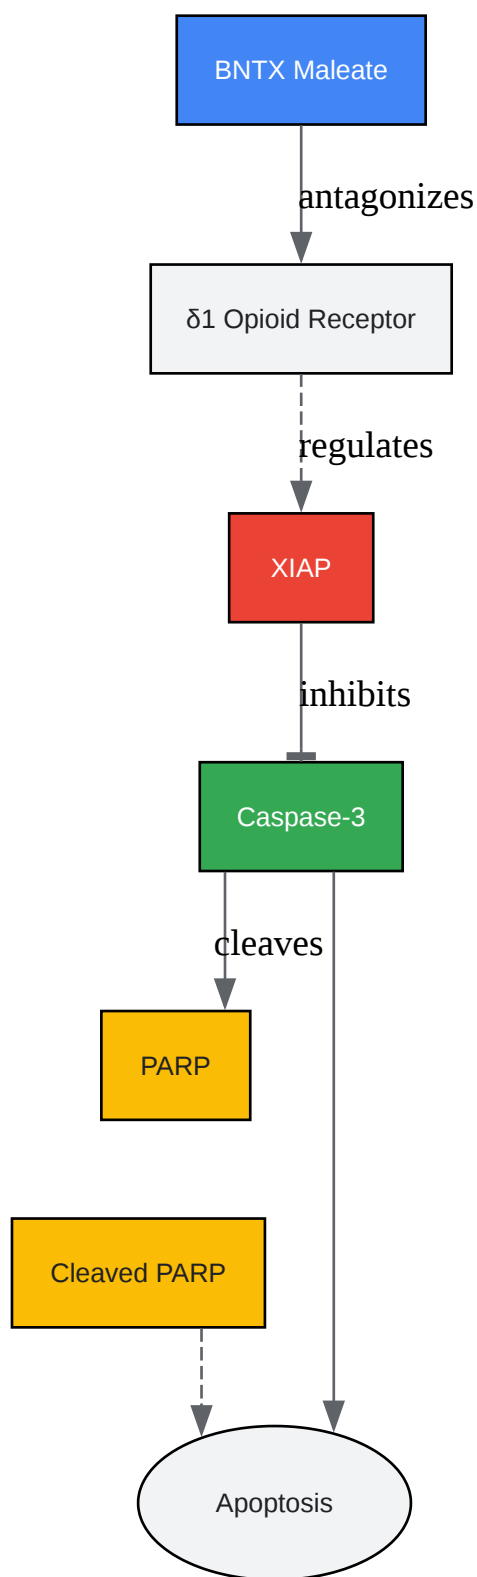 BNTX Maleate
antagonizes
δ1 Opioid Receptor
regulates
XIAP
inhibits
Caspase-3
cleaves
PARP
Cleaved PARP
Apoptosis